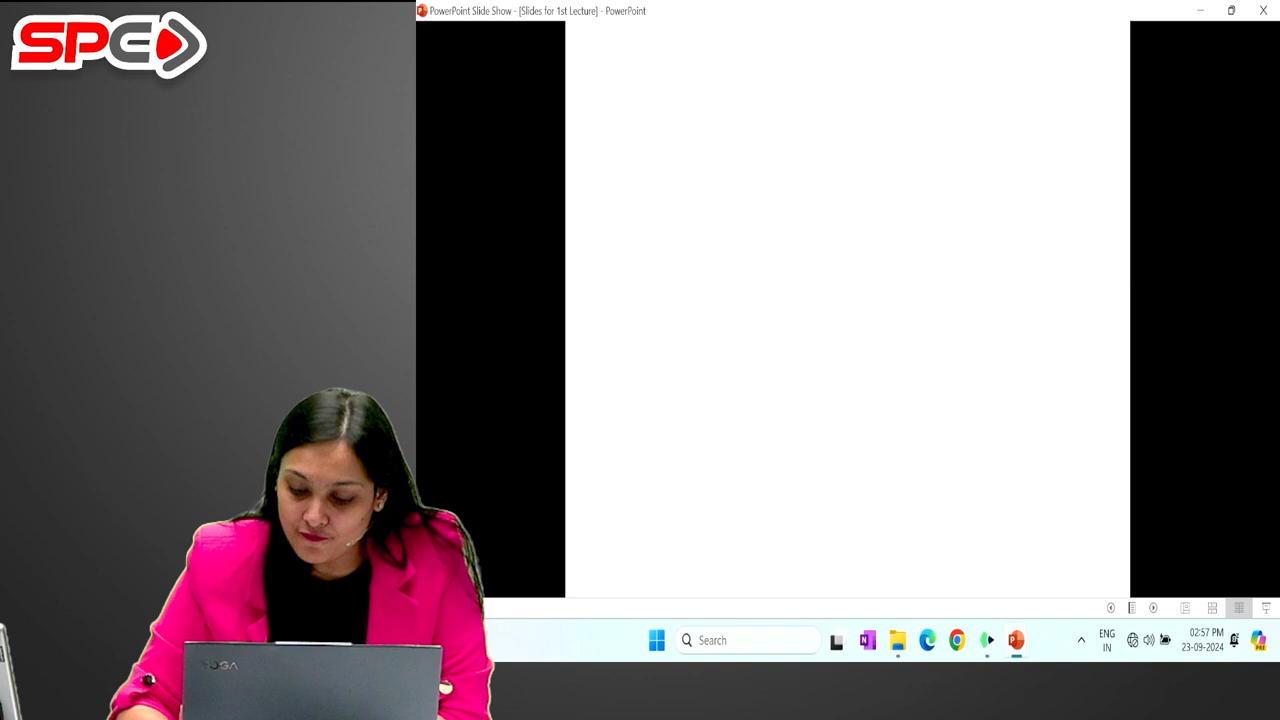 SPE
PowerPoint Slide Show - [Slides for 1st Lecture] - PowerPoint
Search
ENG
IN
02:57 PM
23-09-2024
PRE
YOGA